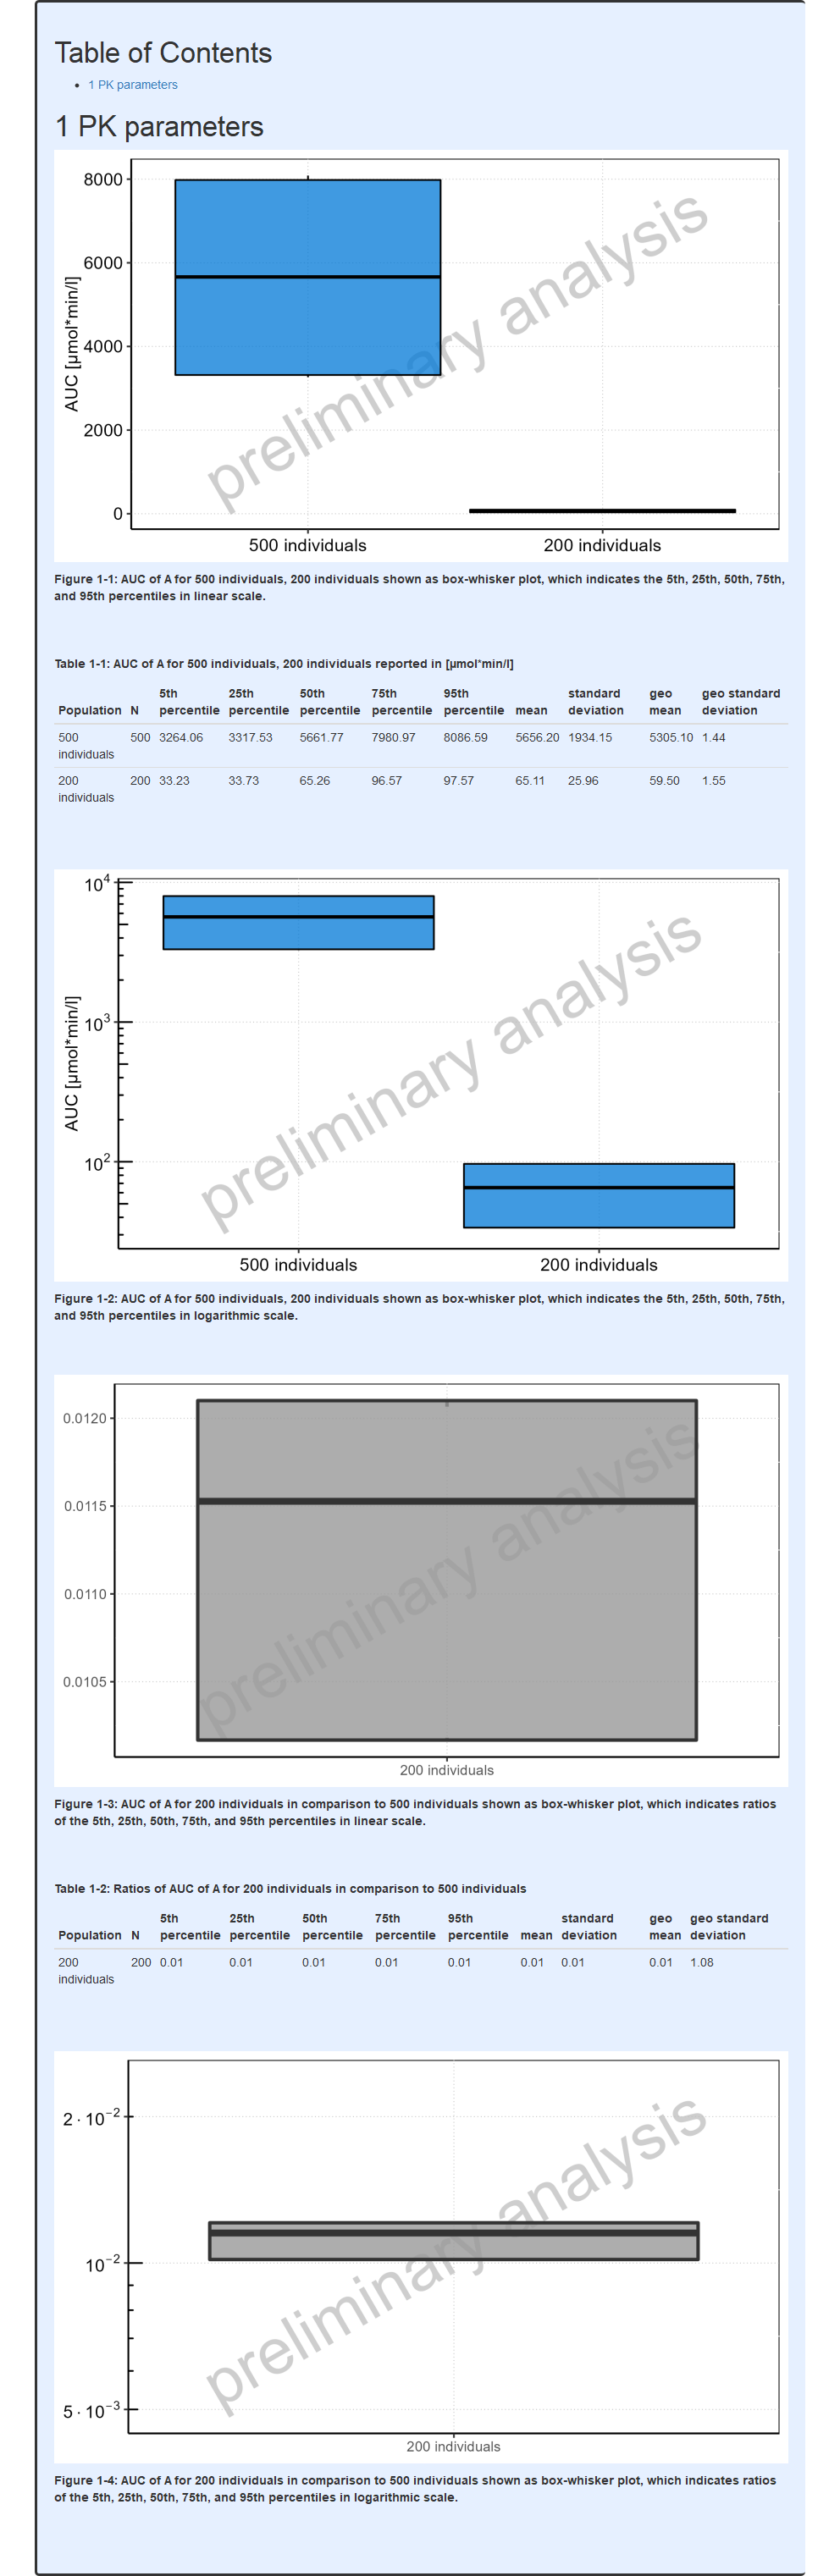 Table of Contents
• 1 PK parameters
1 PK parameters
8000
6000
4000
2000
0
AUC [µmol*min/l]
preliminary analysis
500 individuals 200 individuals
Figure 1-1: AUC of A for 500 individuals, 200 individuals shown as box-whisker plot, which indicates the 5th, 25th, 50th, 75th,
and 95th percentiles in linear scale.
Table 1-1: AUC of A for 500 individuals, 200 individuals reported in [µmol*min/l]
5th 25th 50th 75th 95th standard geo geo standard
Population N percentile percentile percentile percentile percentile mean deviation mean deviation
500 500 3264.06 3317.53 5661.77 7980.97 8086.59 5656.20 1934.15 5305.10 1.44
individuals
200 200 33.23 33.73 65.26 96.57 97.57 65.11 25.96 59.50 1.55
individuals
10⁴
10³
10²
AUC [µmol*min/l]
preliminary analysis
500 individuals 200 individuals
Figure 1-2: AUC of A for 500 individuals, 200 individuals shown as box-whisker plot, which indicates the 5th, 25th, 50th, 75th,
and 95th percentiles in logarithmic scale.
0.0120
0.0115
0.0110
0.0105
preliminary analysis
200 individuals
Figure 1-3: AUC of A for 200 individuals in comparison to 500 individuals shown as box-whisker plot, which indicates ratios
of the 5th, 25th, 50th, 75th, and 95th percentiles in linear scale.
Table 1-2: Ratios of AUC of A for 200 individuals in comparison to 500 individuals
5th 25th 50th 75th 95th standard geo geo standard
Population N percentile percentile percentile percentile percentile mean deviation mean deviation
200 200 0.01 0.01 0.01 0.01 0.01 0.01 0.01 0.01 1.08
individuals
2·10⁻²
10⁻²
5·10⁻³
preliminary analysis
200 individuals
Figure 1-4: AUC of A for 200 individuals in comparison to 500 individuals shown as box-whisker plot, which indicates ratios
of the 5th, 25th, 50th, 75th, and 95th percentiles in logarithmic scale.